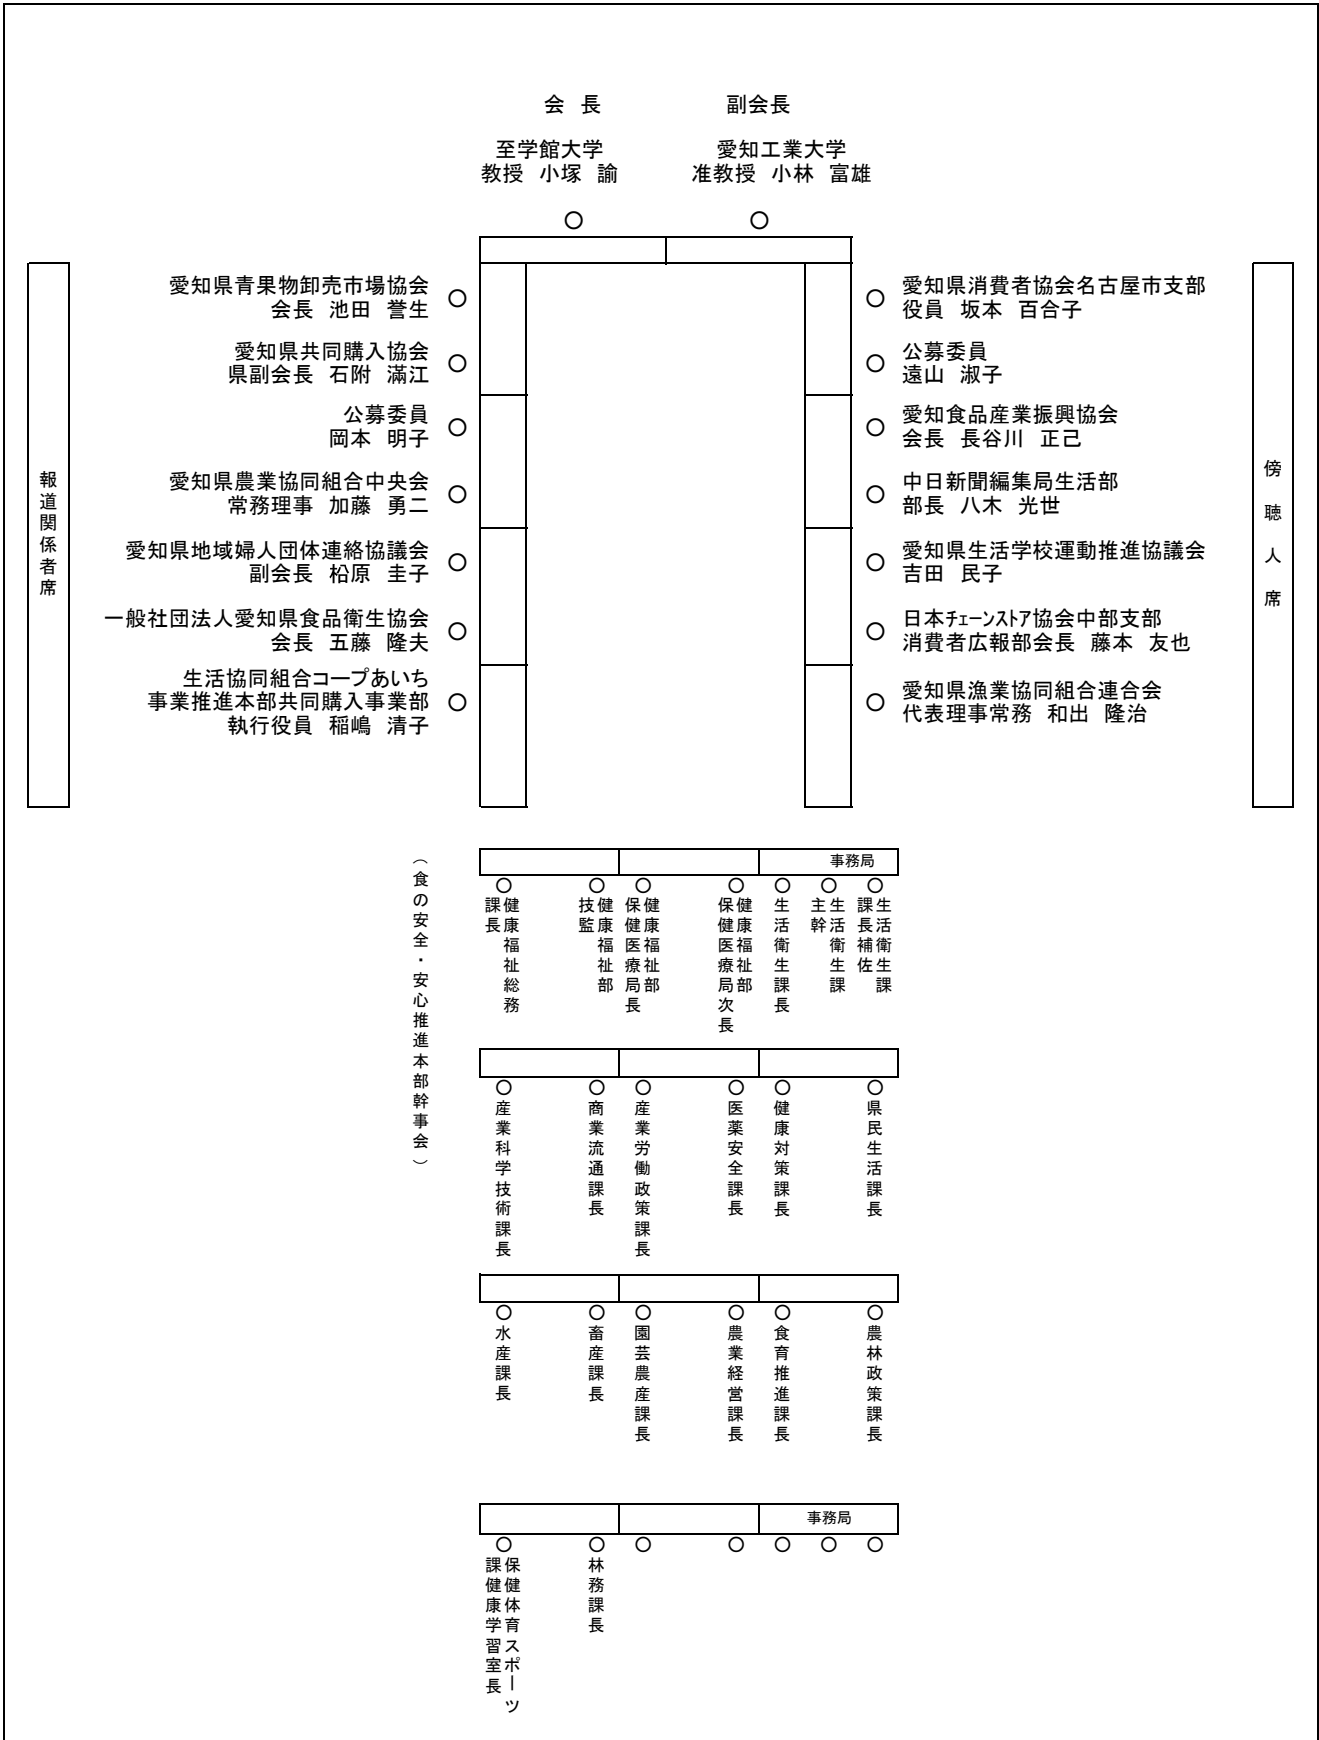 会　長
副会長
至学館大学
教授　小塚　諭
愛知工業大学
准教授　小林　富雄
愛知県青果物卸売市場協会
会長　池田　誉生
愛知県共同購入協会
県副会長　石附　滿江
公募委員
岡本　明子
愛知県農業協同組合中央会
常務理事　加藤　勇二
愛知県地域婦人団体連絡協議会
副会長　松原　圭子
一般社団法人愛知県食品衛生協会
会長　五藤　隆夫
生活協同組合コープあいち
事業推進本部共同購入事業部
執行役員　稲嶋　清子
愛知県消費者協会名古屋市支部
役員　坂本　百合子
公募委員
遠山　淑子
愛知食品産業振興協会
会長　長谷川　正己
中日新聞編集局生活部
部長　八木　光世
愛知県生活学校運動推進協議会
吉田　民子
日本ﾁｪｰﾝｽﾄｱ協会中部支部
消費者広報部会長　藤本　友也
愛知県漁業協同組合連合会
代表理事常務　和出　隆治
報道関係者席
傍聴人席
（食の安全・安心推進本部幹事会）
事務局
健康福祉総務
課長
健康福祉部
技監
健康福祉部
保健医療局長
健康福祉部
保健医療局次長
生活衛生課長
生活衛生課
主幹
生活衛生課
課長補佐
産業科学技術課長
商業流通課長
産業労働政策課長
医薬安全課長
健康対策課長
県民生活課長
水産課長
畜産課長
園芸農産課長
農業経営課長
食育推進課長
農林政策課長
事務局
保健体育スポーツ
課健康学習室長
林務課長